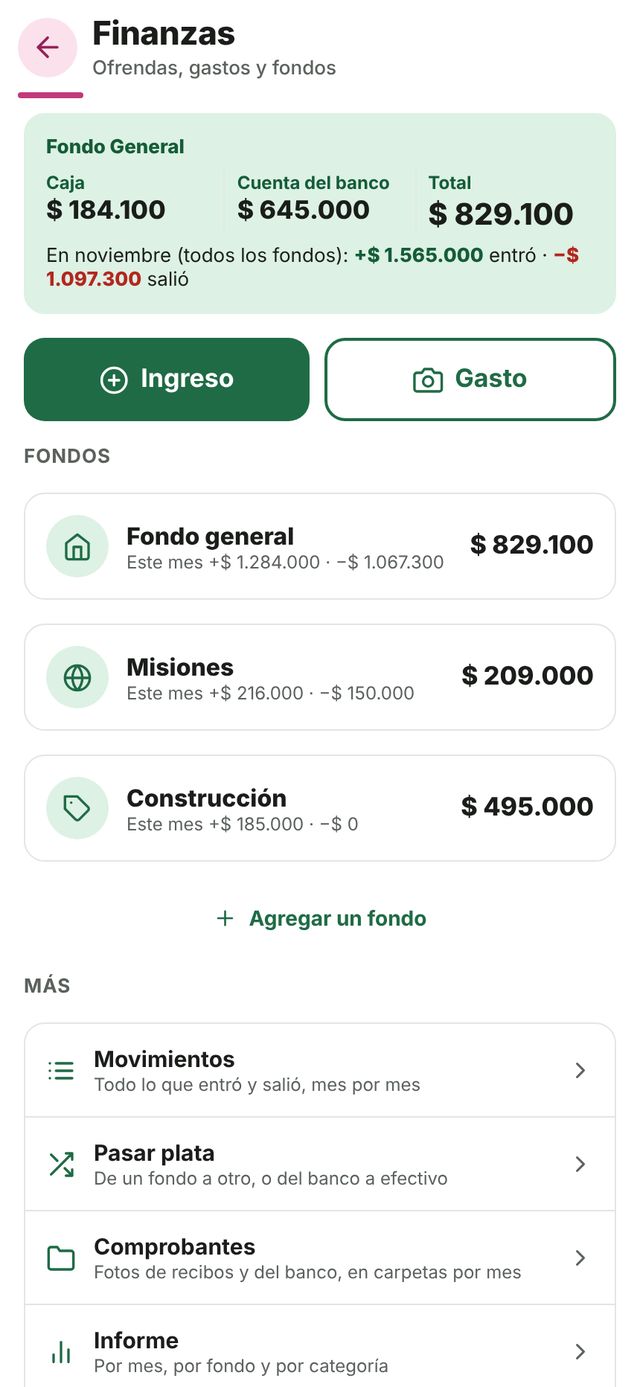 Finanzas
Ofrendas, gastos y fondos
Fondo General
Caja
$ 184.100
Cuenta del banco
$ 645.000
Total
$ 829.100
En noviembre (todos los fondos): +$ 1.565.000 entró · −$
1.097.300 salió
Ingreso
Gasto
FONDOS
Fondo general
Este mes +$ 1.284.000 · −$ 1.067.300
$ 829.100
Misiones
Este mes +$ 216.000 · −$ 150.000
$ 209.000
Construcción
Este mes +$ 185.000 · −$ 0
$ 495.000
Agregar un fondo
MÁS
Movimientos
Todo lo que entró y salió, mes por mes
Pasar plata
De un fondo a otro, o del banco a efectivo
Comprobantes
Fotos de recibos y del banco, en carpetas por mes
Informe
Por mes, por fondo y por categoría